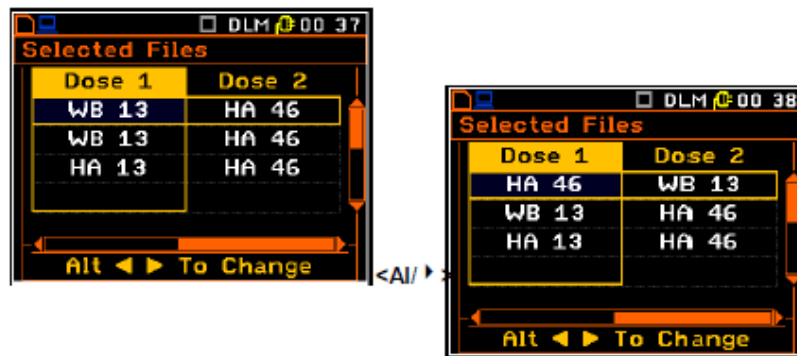 DLM 00 37
Selected Files
Dose 1 Dose 2
WB 13 HA 46
WB 13 HA 46
HA 13 HA 46
Alt ◀ ▶ To Change
<Al/ ▶ >
DLM 00 38
Selected Files
Dose 1 Dose 2
HA 46 WB 13
WB 13 HA 46
HA 13 HA 46
Alt ◀ ▶ To Change